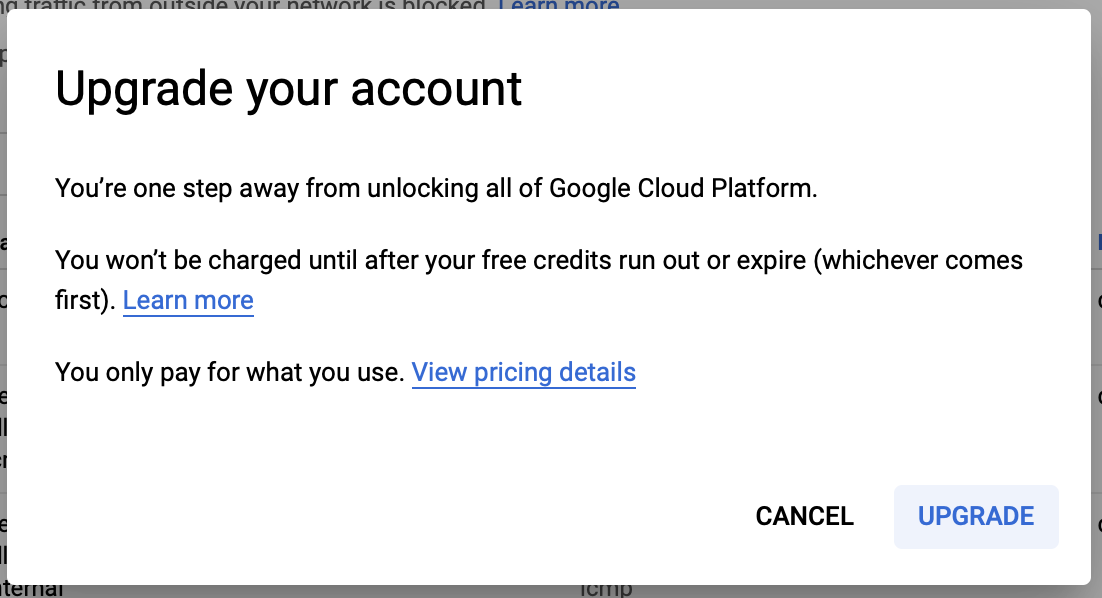 traffic from outside your network is blocked. Learn more
Upgrade your account
You’re one step away from unlocking all of Google Cloud Platform.
You won’t be charged until after your free credits run out or expire (whichever comes
first). Learn more
You only pay for what you use. View pricing details
CANCEL
UPGRADE
icmp